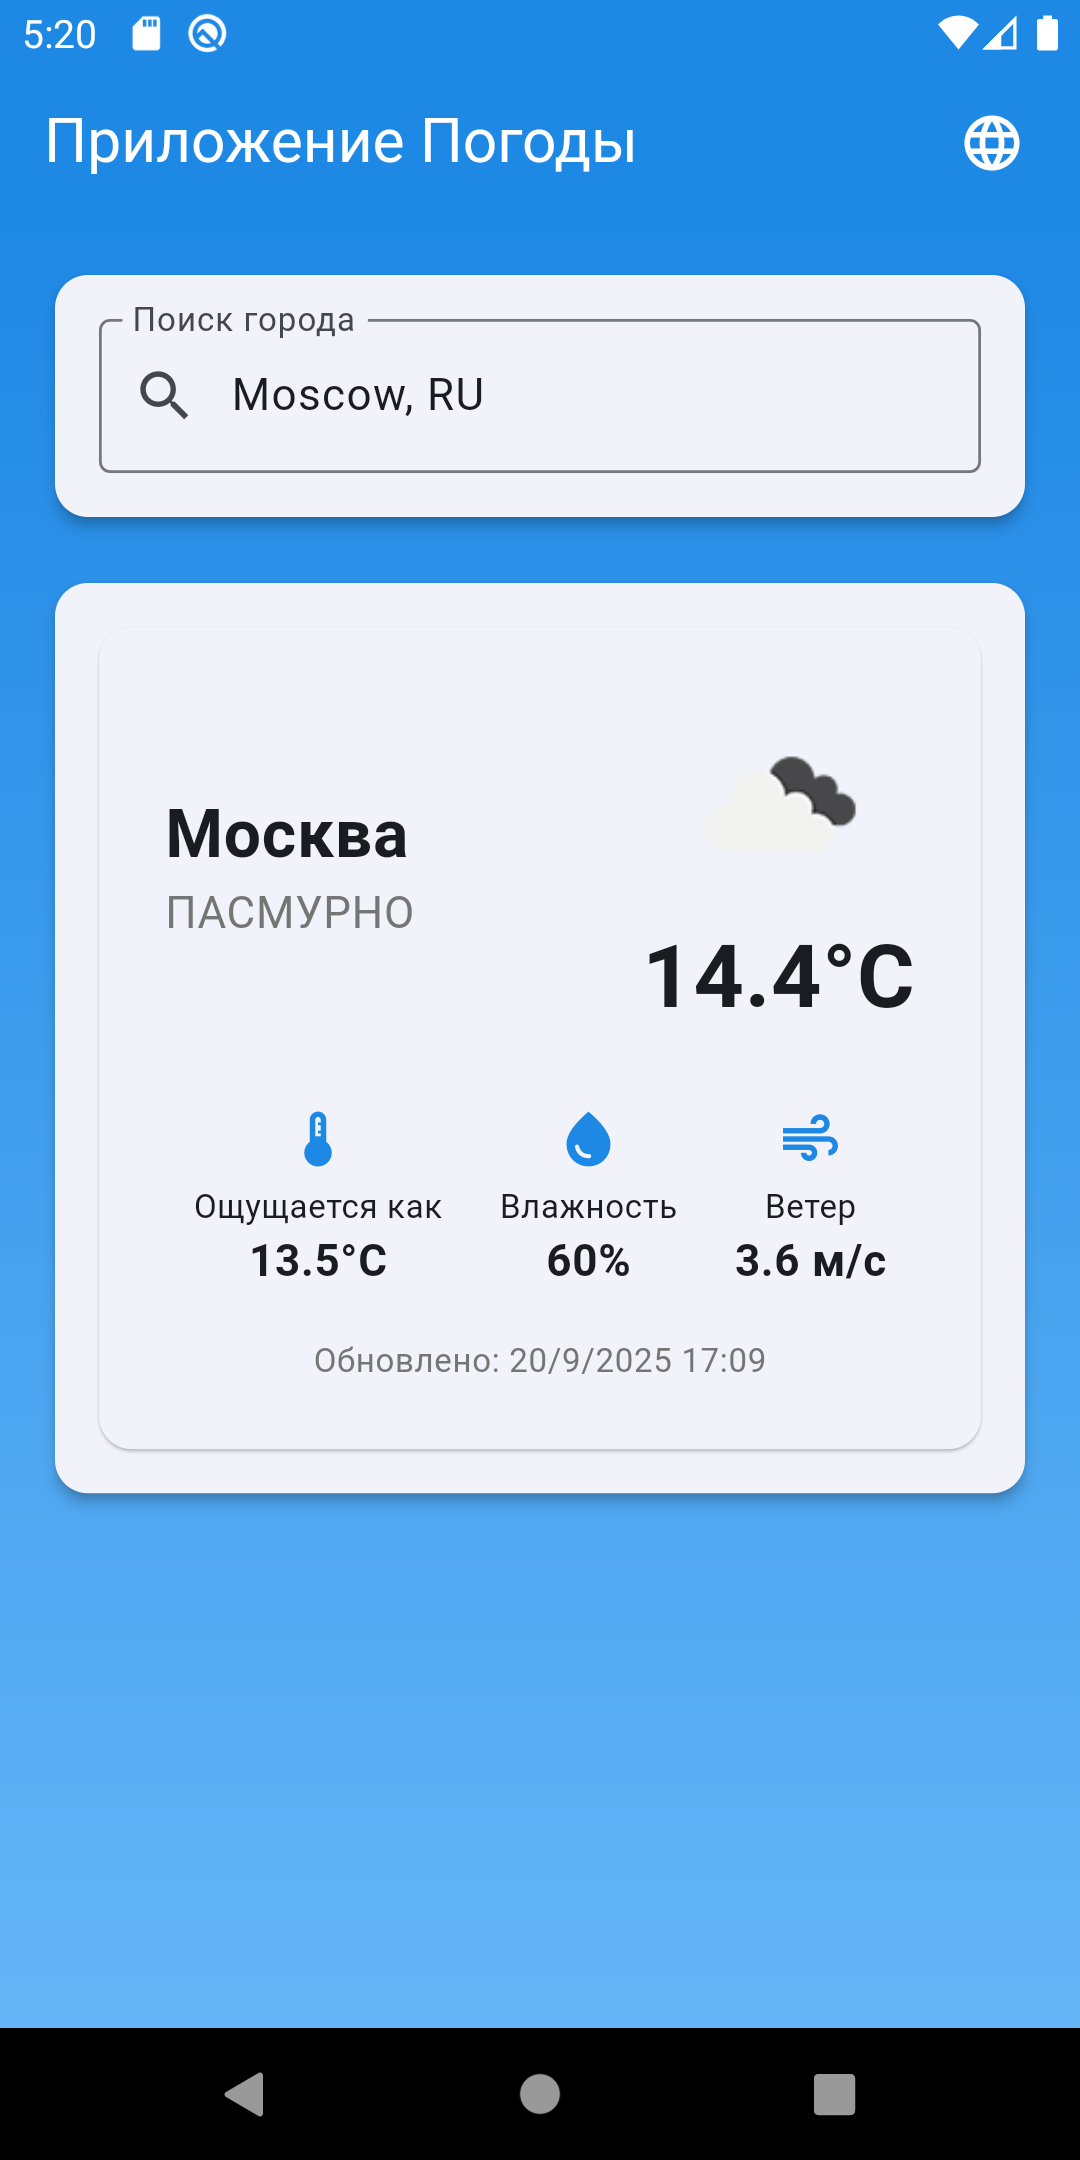 5:20
Приложение Погоды
Поиск города
Moscow, RU
Москва
ПАСМУРНО
14.4°C
Ощущается как
Влажность
Ветер
13.5°C
60%
3.6 м/с
Обновлено: 20/9/2025 17:09